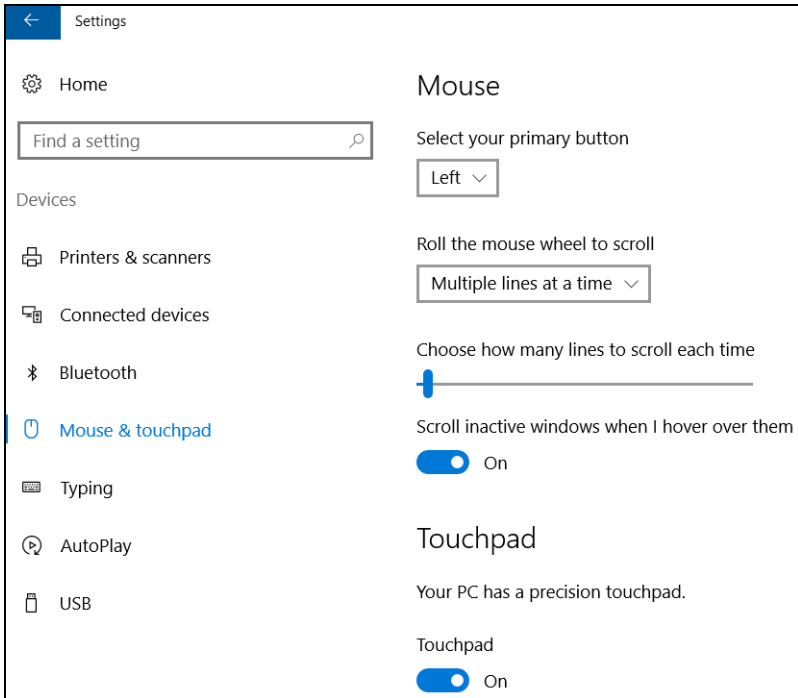 Settings
Home
Find a setting
Devices
Printers & scanners
Connected devices
Bluetooth
Mouse & touchpad
Typing
AutoPlay
USB
Mouse
Select your primary button
Left
Roll the mouse wheel to scroll
Multiple lines at a time
Choose how many lines to scroll each time
Scroll inactive windows when I hover over them
On
Touchpad
Your PC has a precision touchpad.
Touchpad
On